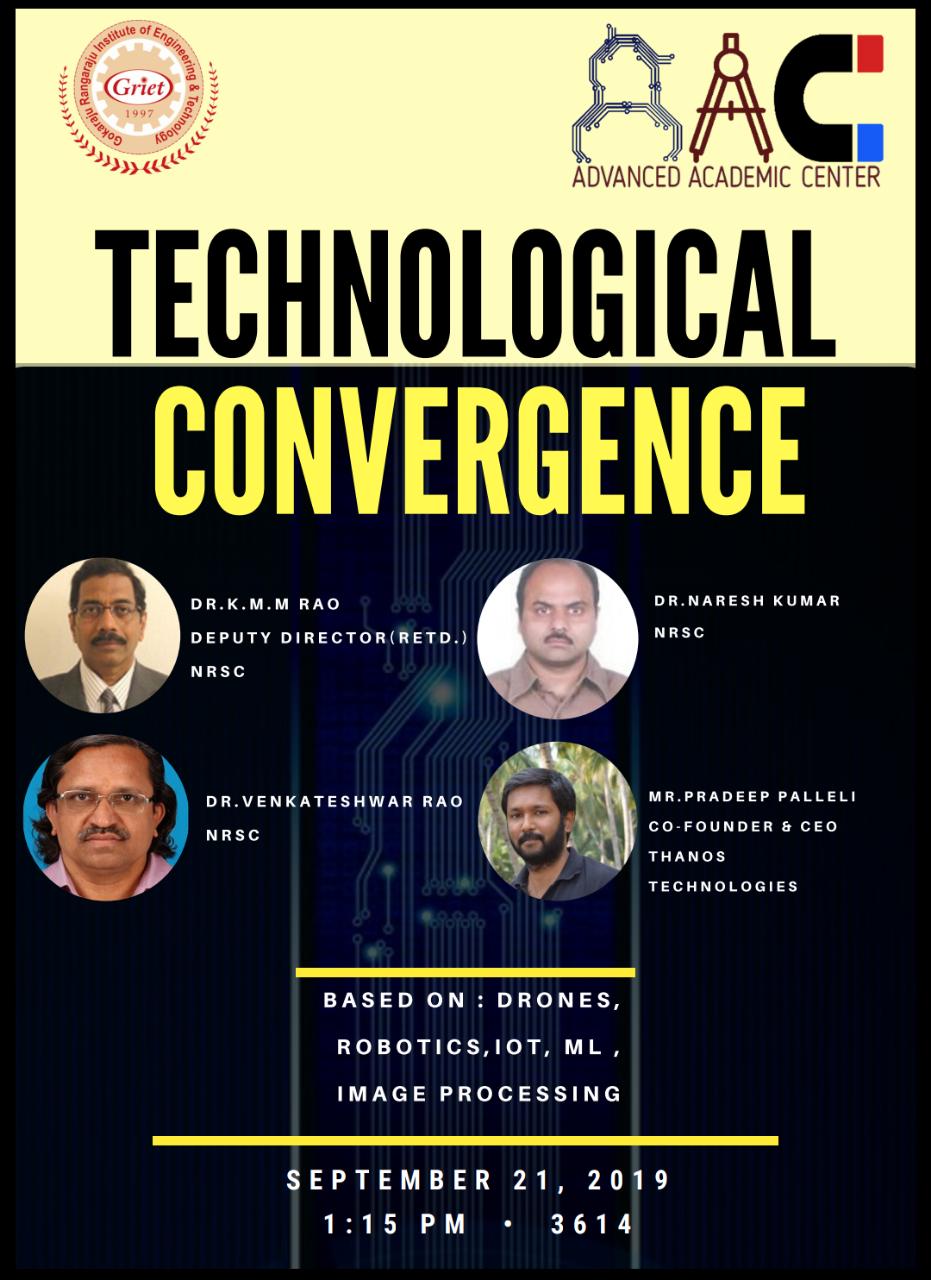 Gokaraju Rangaraju Institute of Engineering & Technology
Griet
1997
ADVANCED ACADEMIC CENTER
TECHNOLOGICAL
CONVERGENCE
DR.K.M.M RAO
DEPUTY DIRECTOR(RETD.)
NRSC
DR.NARESH KUMAR
NRSC
DR.VENKATESHWAR RAO
NRSC
MR.PRADEEP PALLELI
CO-FOUNDER & CEO
THANOS
TECHNOLOGIES
BASED ON : DRONES,
ROBOTICS,IOT, ML ,
IMAGE PROCESSING
SEPTEMBER 21, 2019
1:15 PM • 3614